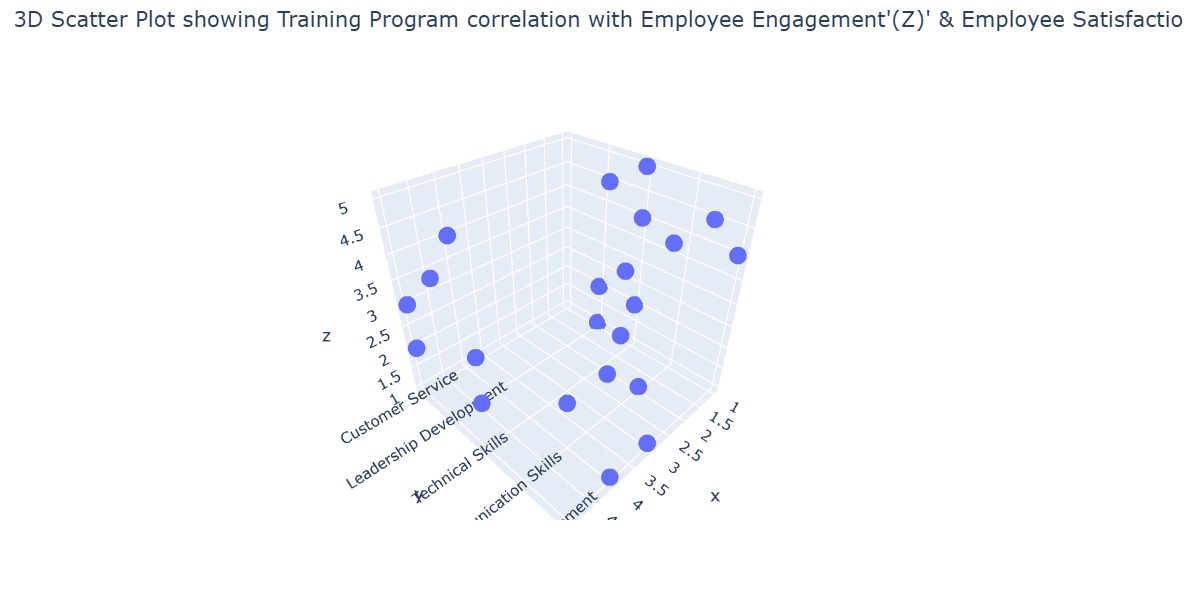 3D Scatter Plot showing Training Program correlation with Employee Engagement'(Z)' & Employee Satisfactio
5
4.5
4
3.5
3
2.5
2
1.5
1
z
Customer Service
Leadership Development
Technical Skills
nication Skills
ment
y
1
1.5
2
2.5
3
3.5
4
x